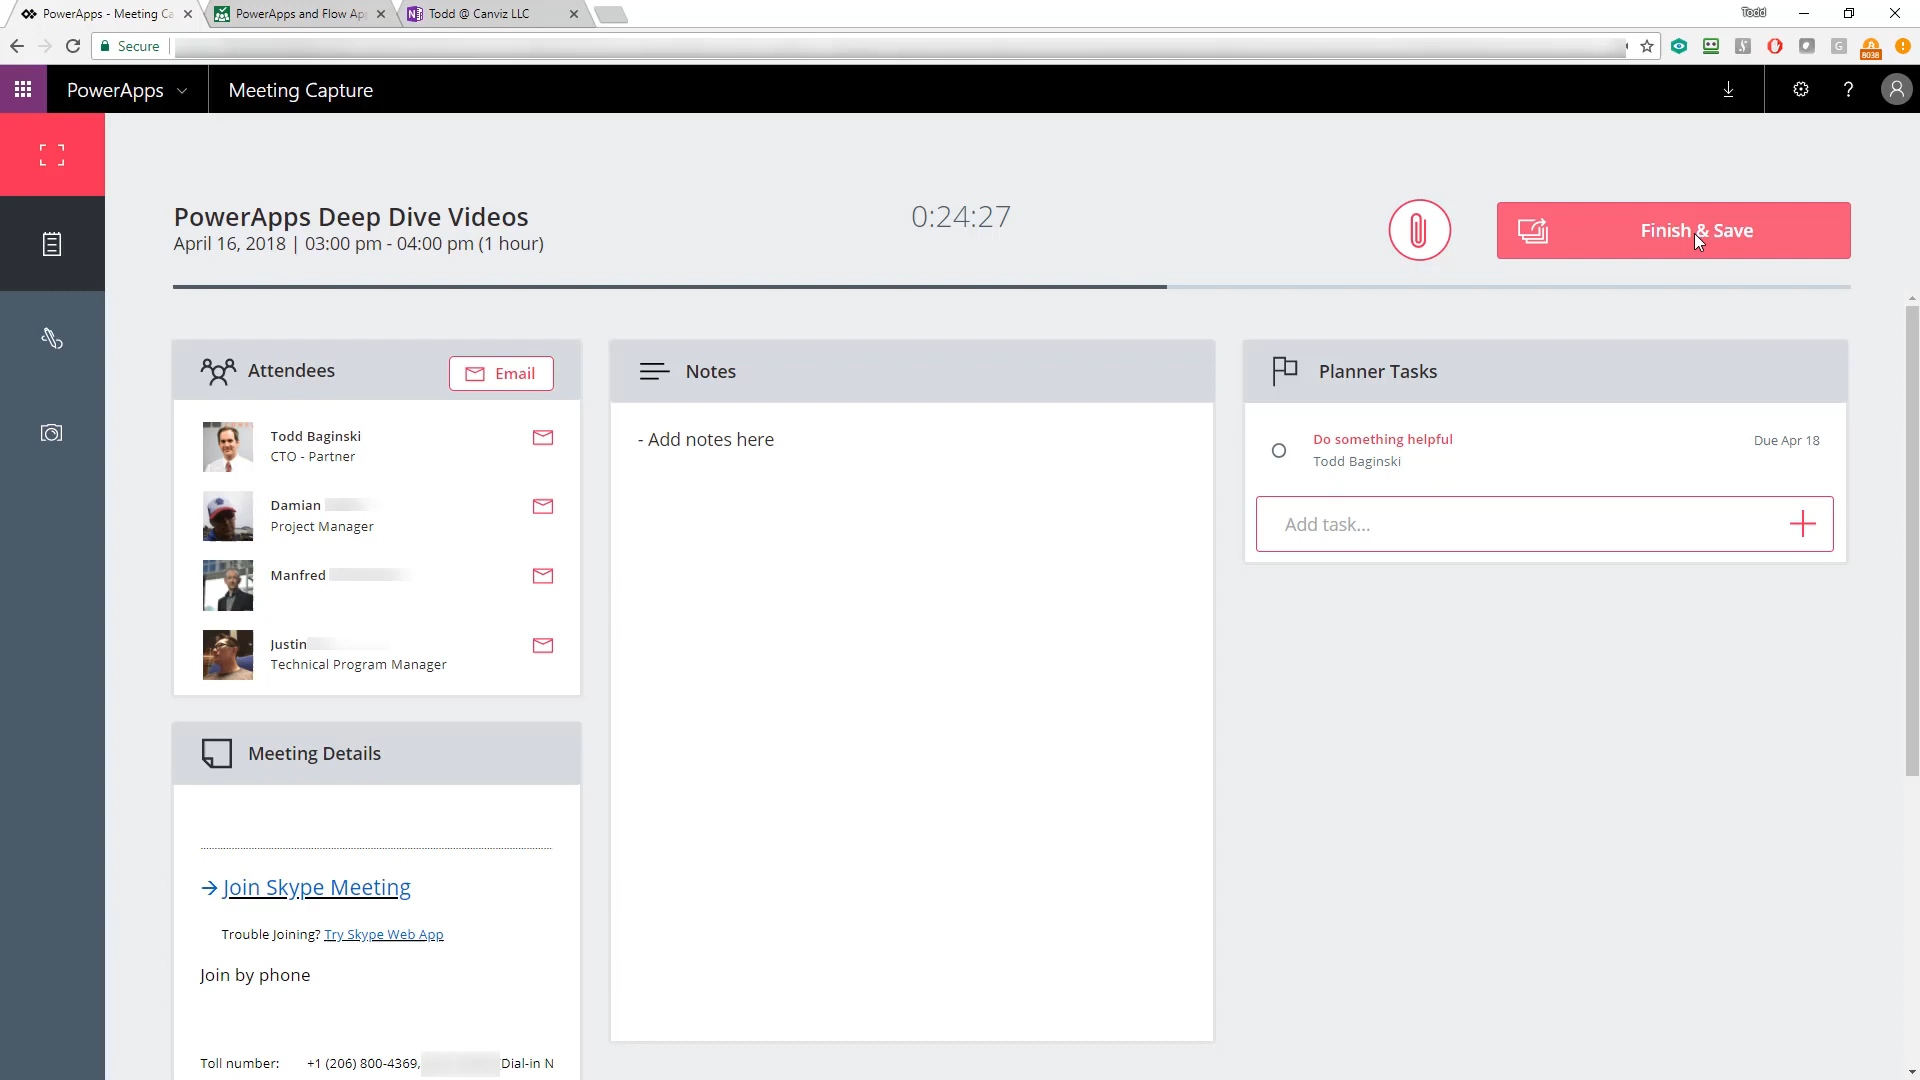 PowerApps - Meeting Ca
PowerApps and Flow Ap
Todd @ Canviz LLC
Todd
Secure
8038
PowerApps
Meeting Capture
?
PowerApps Deep Dive Videos
April 16, 2018 | 03:00 pm - 04:00 pm (1 hour)
0:24:27
Finish & Save
Attendees
Email
Todd Baginski
CTO - Partner
Damian
Project Manager
Manfred
Justin
Technical Program Manager
Meeting Details
→ Join Skype Meeting
Trouble Joining? Try Skype Web App
Join by phone
Toll number: +1 (206) 800-4369, Dial-in N
Notes
- Add notes here
Planner Tasks
Do something helpful
Due Apr 18
Todd Baginski
Add task...